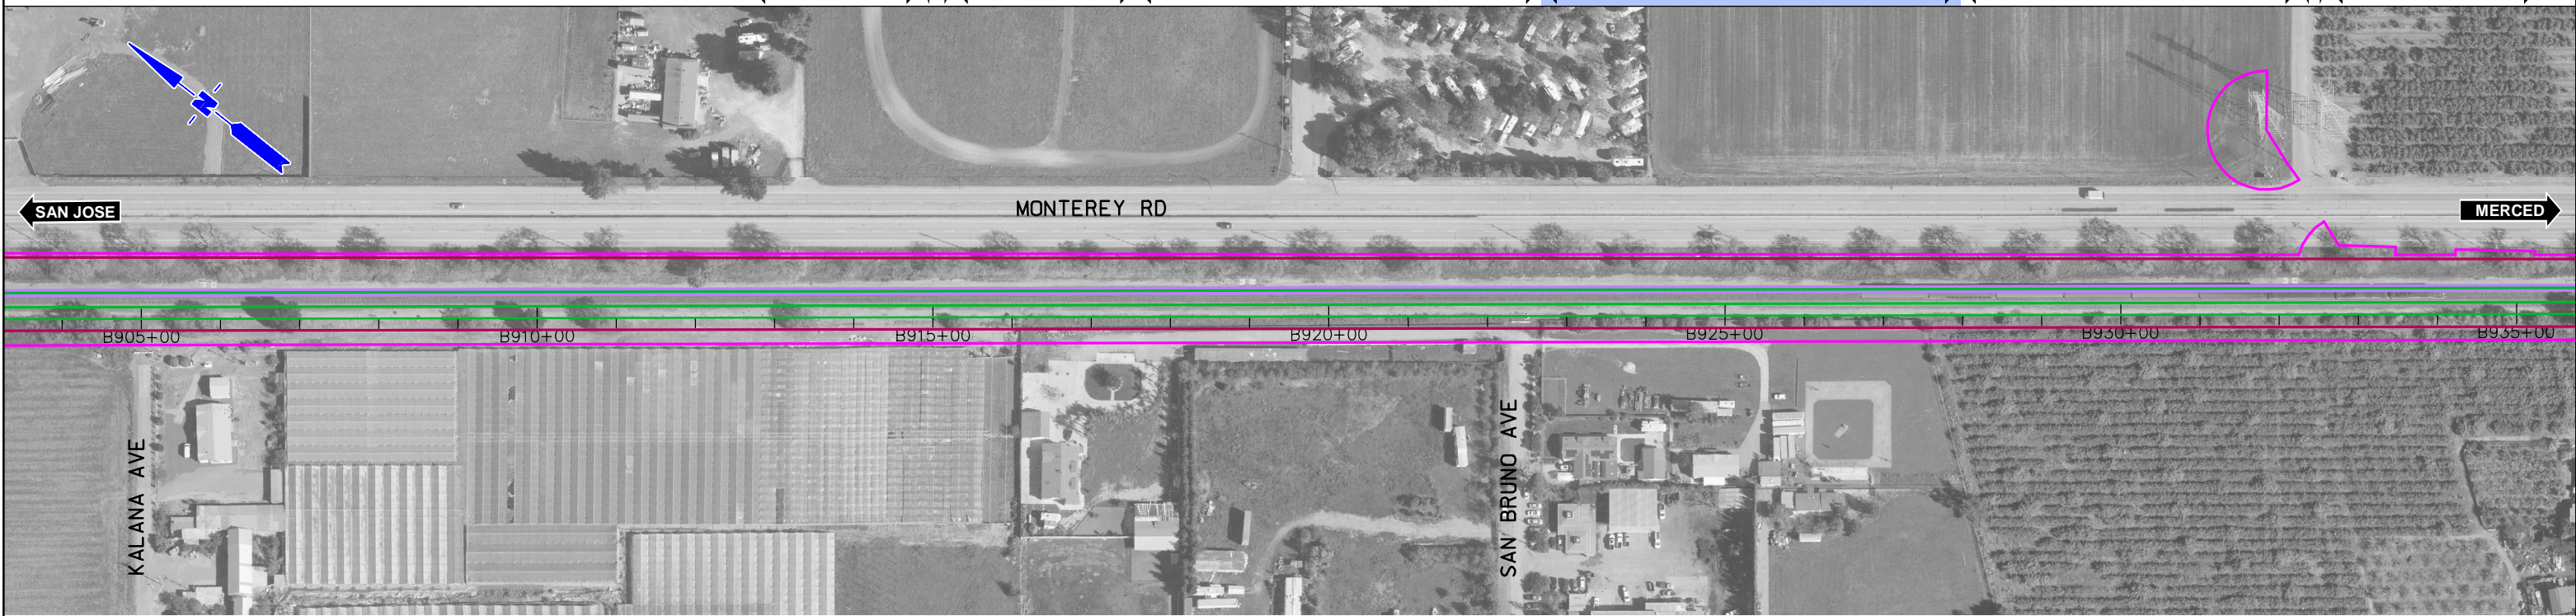 N
SAN JOSE
MONTEREY RD
MERCED
B905+00
B910+00
B915+00
B920+00
B925+00
B930+00
B935+00
KALANA AVE
SAN BRUNO AVE